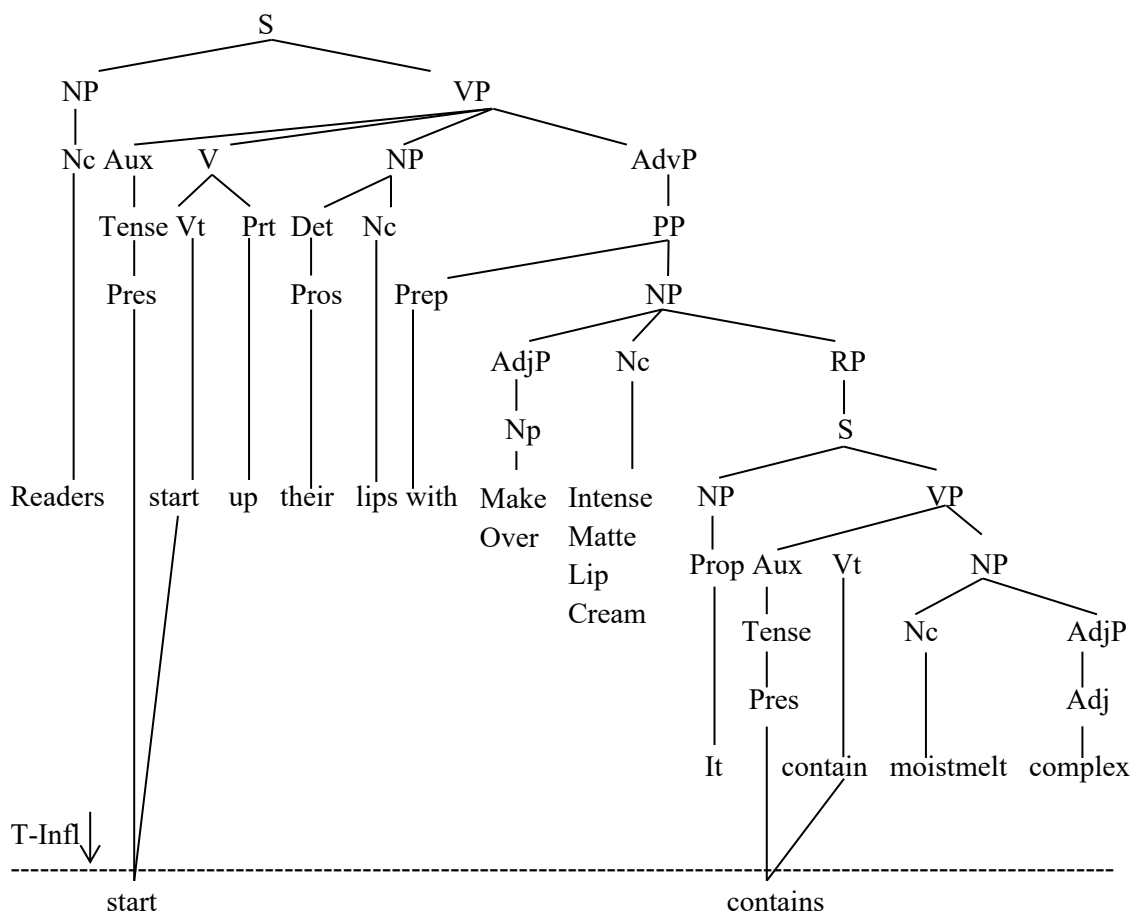 S
NP VP
Nc Aux V NP AdvP
Tense Vt Prt Det Nc PP
Pres Pros Prep NP
AdjP Nc RP
Np S
Readers start up their lips with Make Intense NP VP
Over Matte
Lip Prop Aux Vt NP
Cream
Tense Nc AdjP
Pres Adj
It contain moistmelt complex
T-Infl
start contains